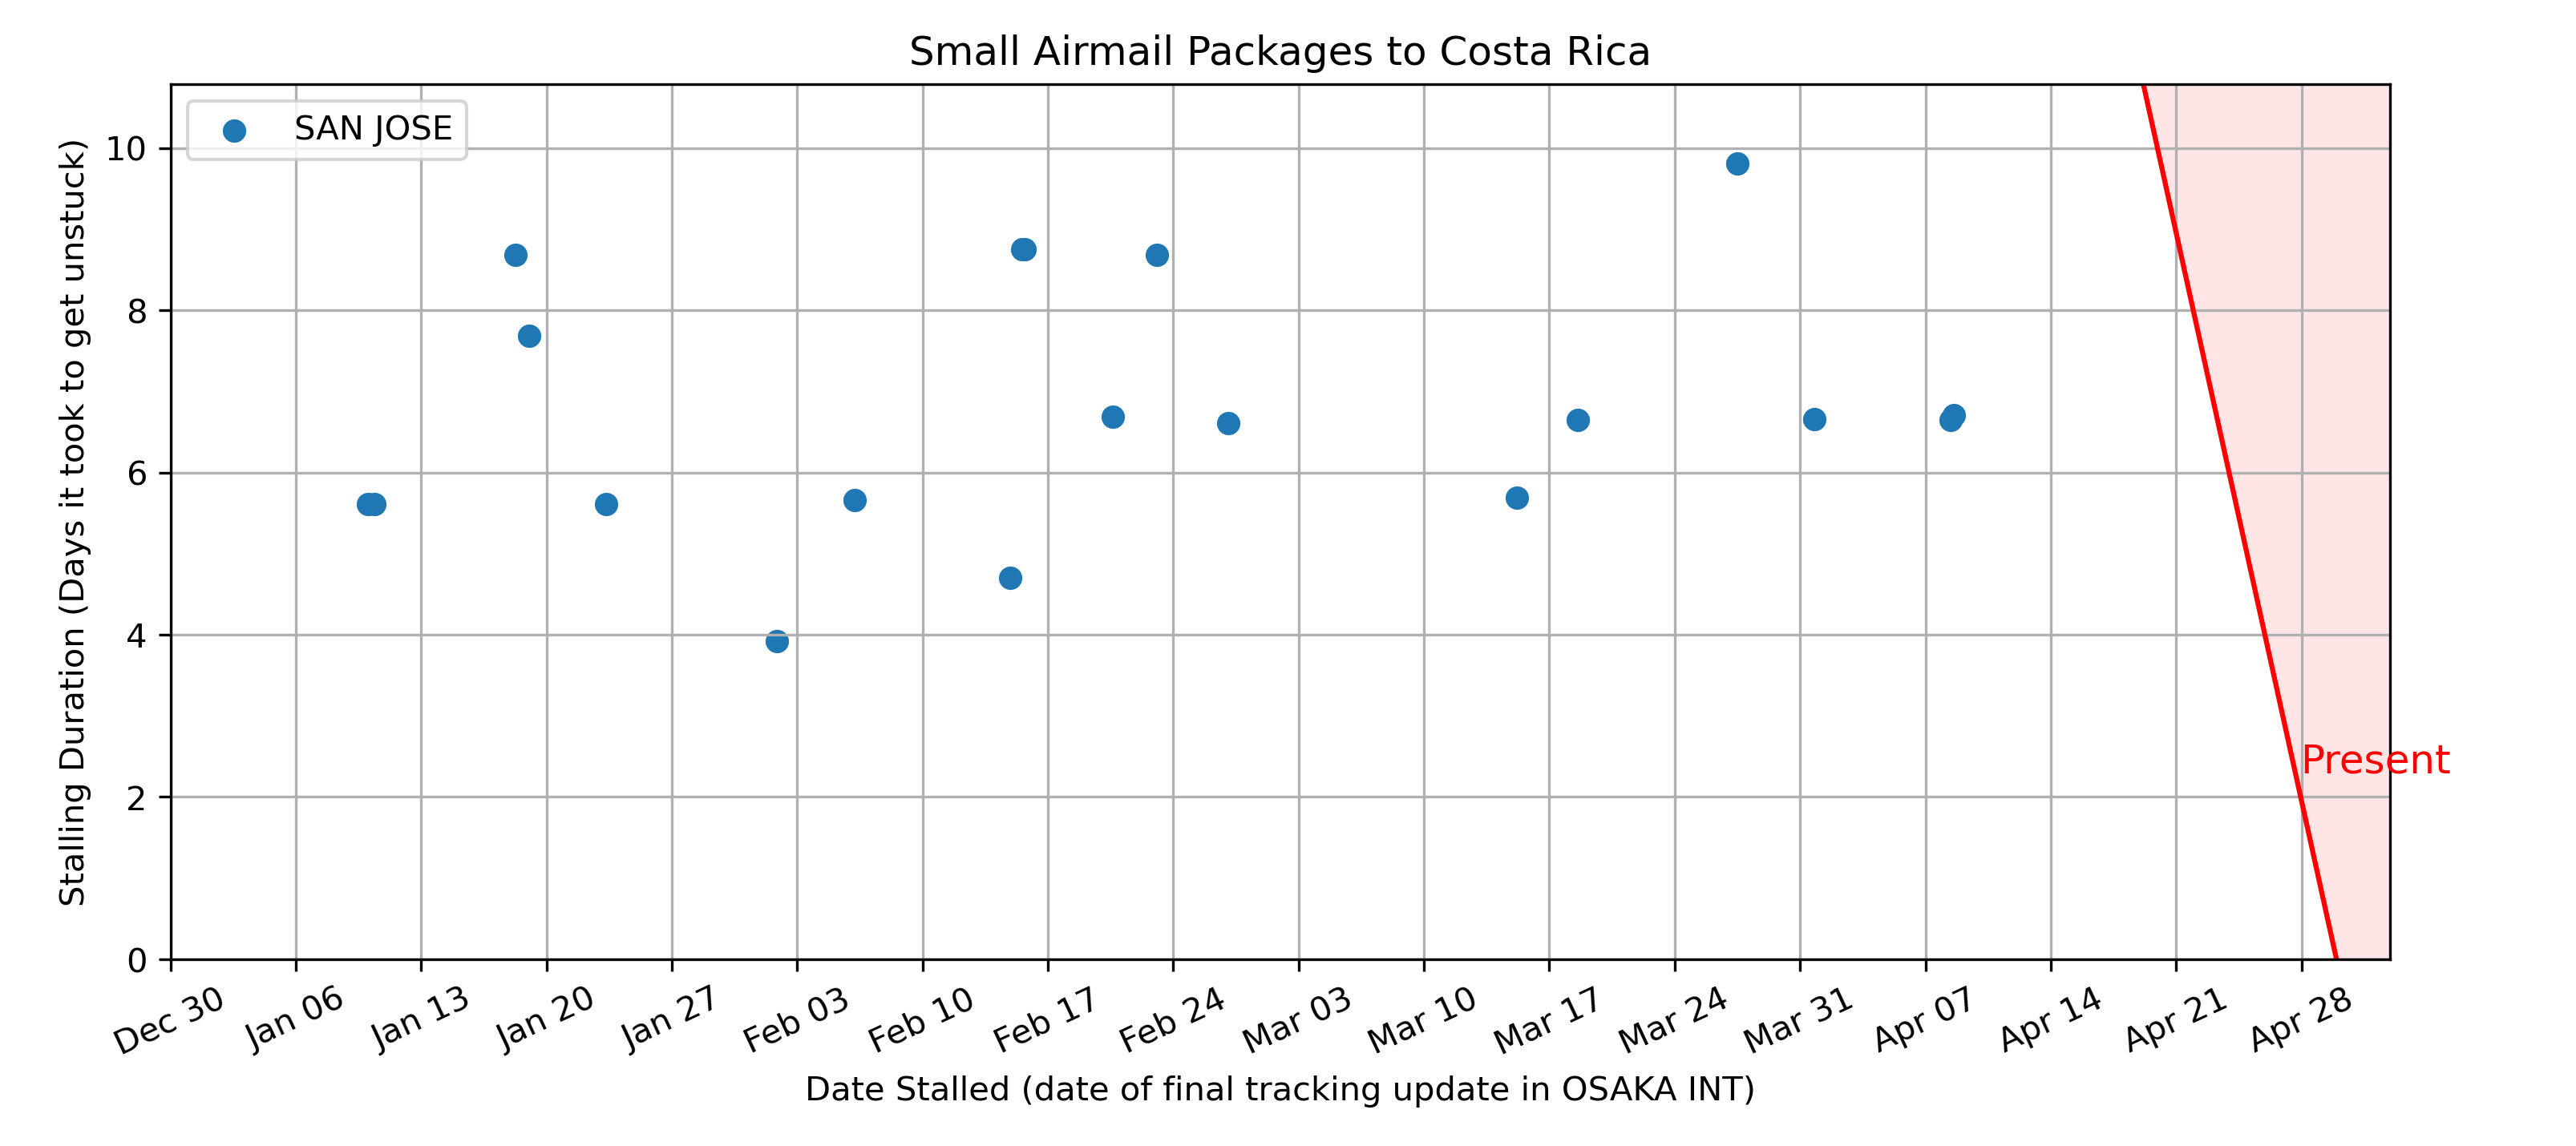 Small Airmail Packages to Costa Rica
SAN JOSE
Stalling Duration (Days it took to get unstuck)
10
8
6
4
2
0
Present
Dec 30
Jan 06
Jan 13
Jan 20
Jan 27
Feb 03
Feb 10
Feb 17
Feb 24
Mar 03
Mar 10
Mar 17
Mar 24
Mar 31
Apr 07
Apr 14
Apr 21
Apr 28
Date Stalled (date of final tracking update in OSAKA INT)